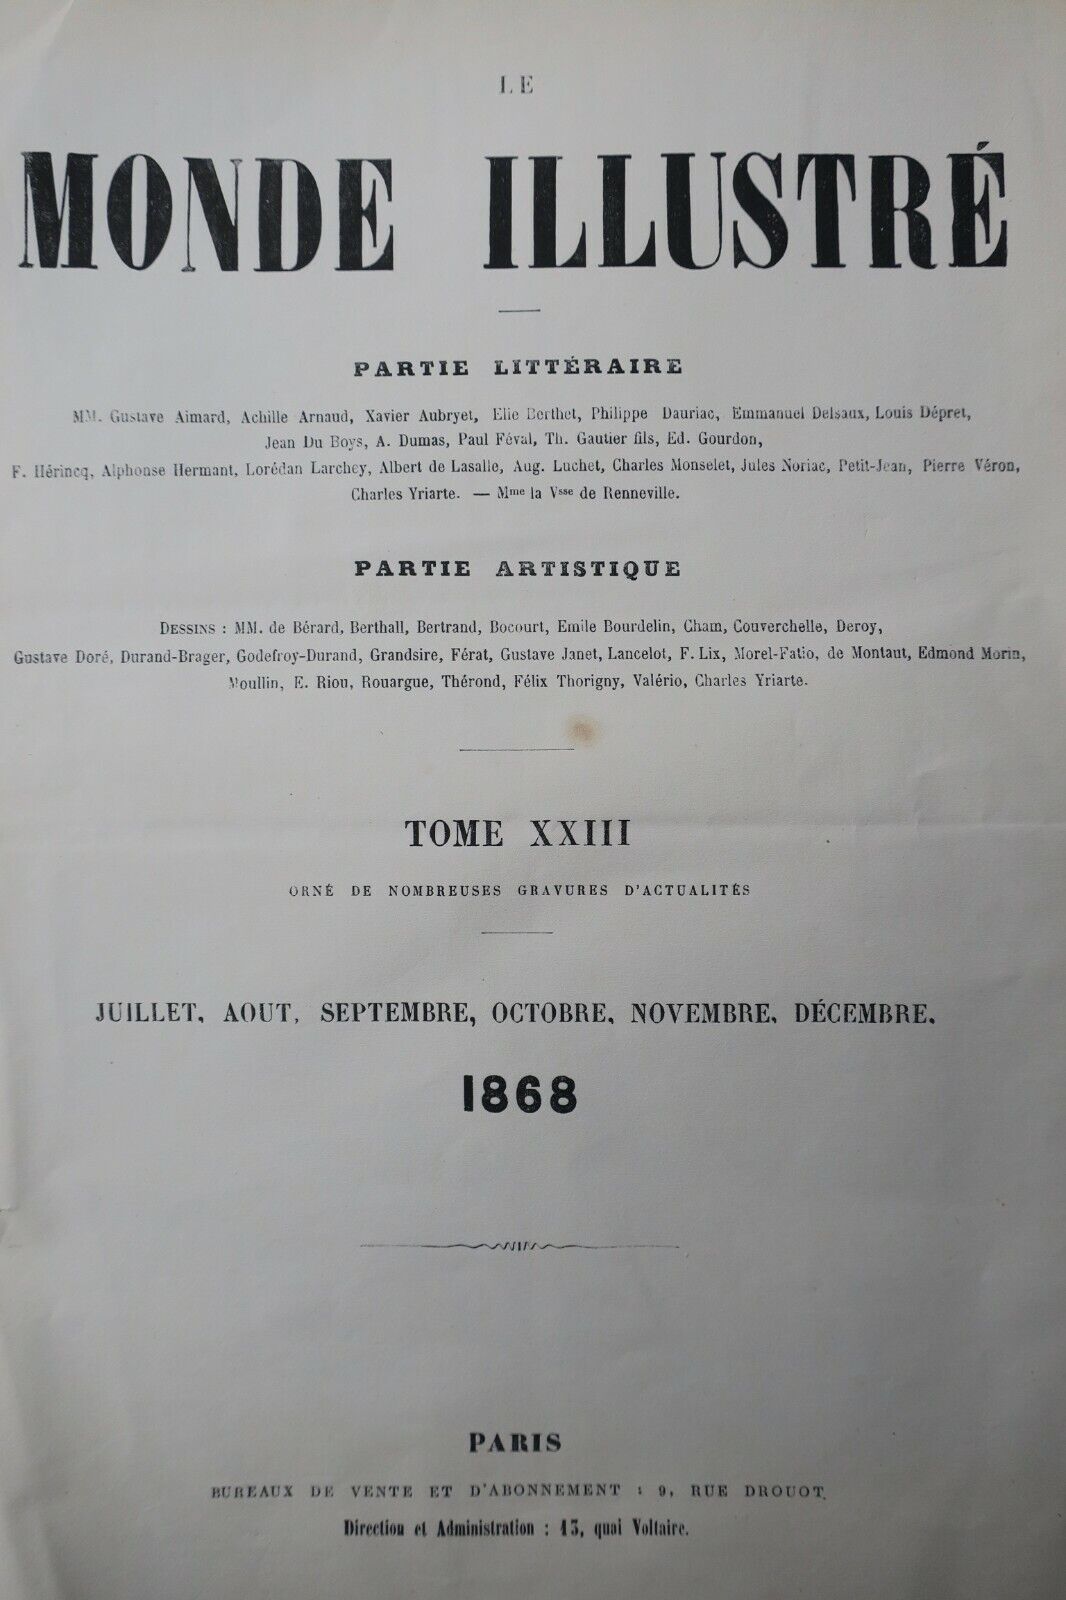 LE
MONDE ILLUSTRÉ
PARTIE LITTÉRAIRE
MM. Gustave Aimard, Achille Arnaud, Xavier Aubryet, Elie Berthet, Philippe Dauriac, Emmanuel Delsaux, Louis Dépret,
Jean Du Boys, A. Dumas, Paul Féval, Th. Gautier fils, Ed. Gourdon,
F. Hérincq, Alphonse Hermant, Lorédan Larchey, Albert de Lasalle, Aug. Luchet, Charles Monselet, Jules Noriac, Petit-Jean, Pierre Véron,
Charles Yriarte. — Mme la Vsse de Renneville.
PARTIE ARTISTIQUE
DESSINS : MM. de Bérard, Berthall, Bertrand, Bocourt, Emile Bourdelin, Cham, Couverchelle, Deroy,
Gustave Doré, Durand-Brager, Godefroy-Durand, Grandsire, Férat, Gustave Janet, Lancelot, F. Lix, Morel-Fatio, de Montaut, Edmond Morin,
Moullin, E. Riou, Rouargue, Thérond, Félix Thorigny, Valério, Charles Yriarte.
TOME XXIII
ORNÉ DE NOMBREUSES GRAVURES D'ACTUALITÉS
JUILLET, AOUT, SEPTEMBRE, OCTOBRE, NOVEMBRE, DÉCEMBRE.
1868
PARIS
BUREAUX DE VENTE ET D'ABONNEMENT : 9, RUE DROUOT.
Direction et Administration : 13, quai Voltaire.